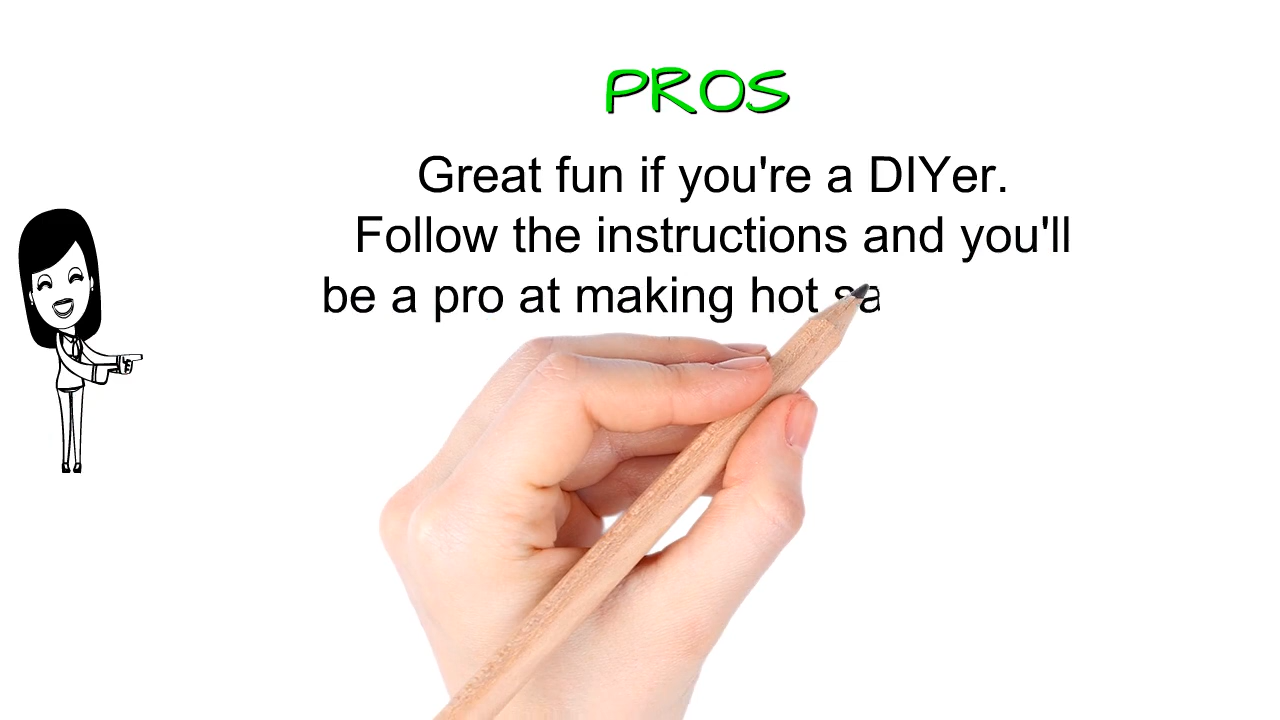 PROS
Great fun if you're a DIYer.
Follow the instructions and you'll
be a pro at making hot sa